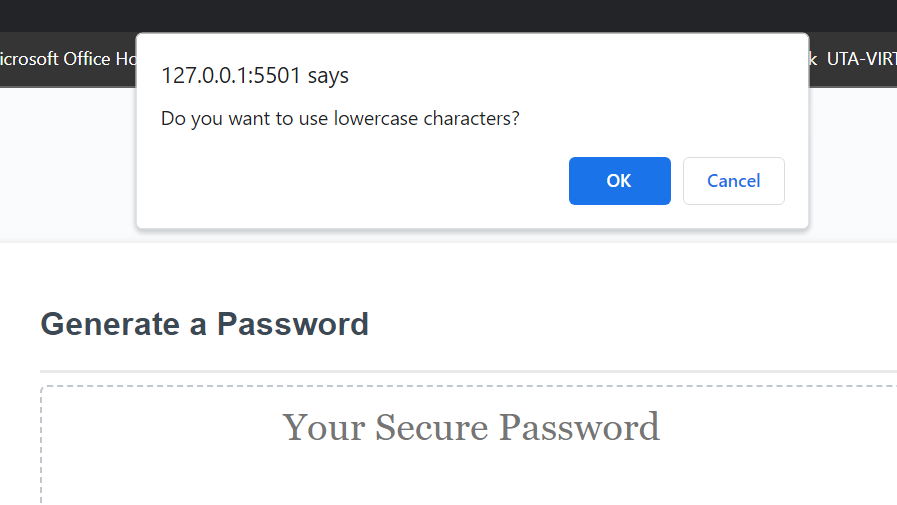 icrosoft Office Ho
k UTA-VIRT
127.0.0.1:5501 says
Do you want to use lowercase characters?
OK
Cancel
Generate a Password
Your Secure Password